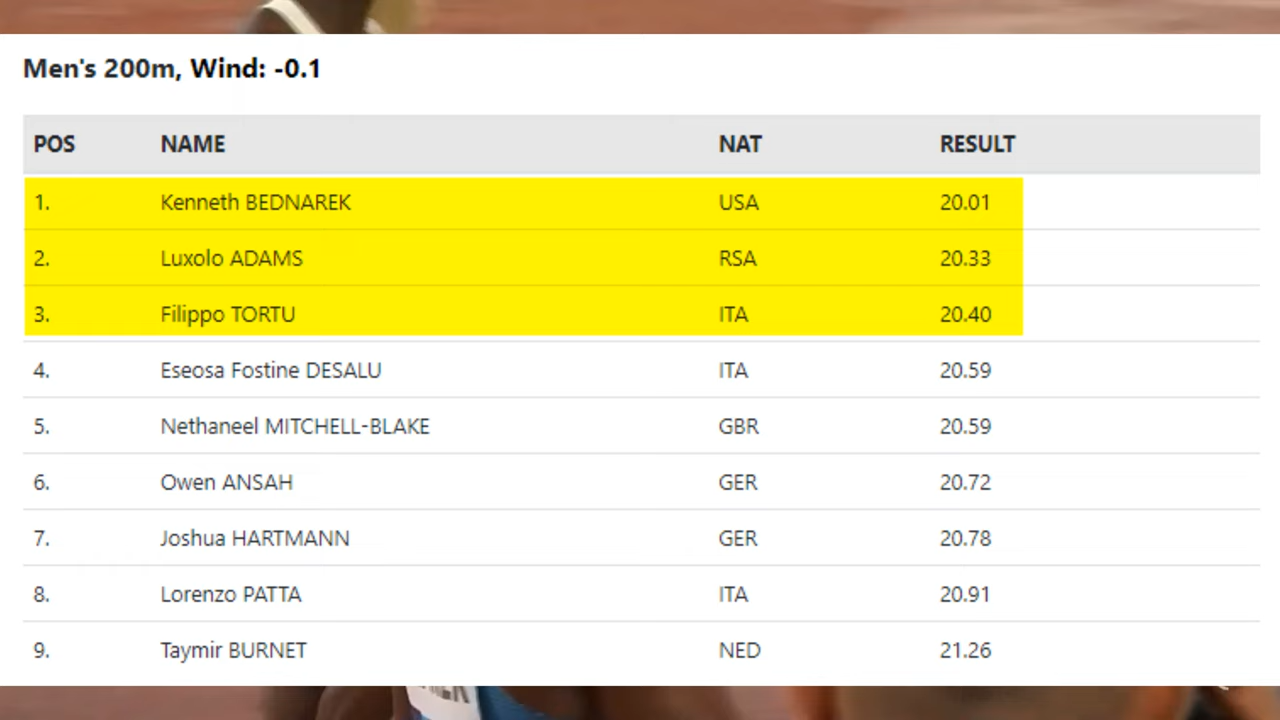 Men's 200m, Wind: -0.1
POS NAME NAT RESULT
1. Kenneth BEDNAREK USA 20.01
2. Luxolo ADAMS RSA 20.33
3. Filippo TORTU ITA 20.40
4. Eseosa Fostine DESALU ITA 20.59
5. Nethaneel MITCHELL-BLAKE GBR 20.59
6. Owen ANSAH GER 20.72
7. Joshua HARTMANN GER 20.78
8. Lorenzo PATTA ITA 20.91
9. Taymir BURNET NED 21.26